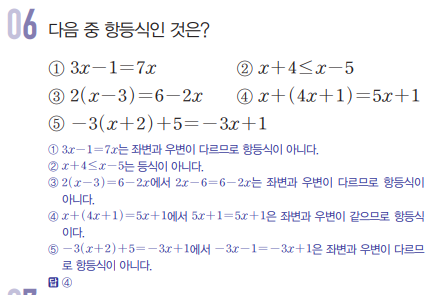 06 다음 중 항등식인 것은?
① 3x-1=7x ② x+4≤x-5
③ 2(x-3)=6-2x ④ x+(4x+1)=5x+1
⑤ -3(x+2)+5=-3x+1
① 3x-1=7x는 좌변과 우변이 다르므로 항등식이 아니다.
② x+4≤x-5는 등식이 아니다.
③ 2(x-3)=6-2x에서 2x-6=6-2x는 좌변과 우변이 다르므로 항등식이
아니다.
④ x+(4x+1)=5x+1에서 5x+1=5x+1은 좌변과 우변이 같으므로 항등식
이다.
⑤ -3(x+2)+5=-3x+1에서 -3x-1=-3x+1은 좌변과 우변이 다르므
로 항등식이 아니다.
답 ④